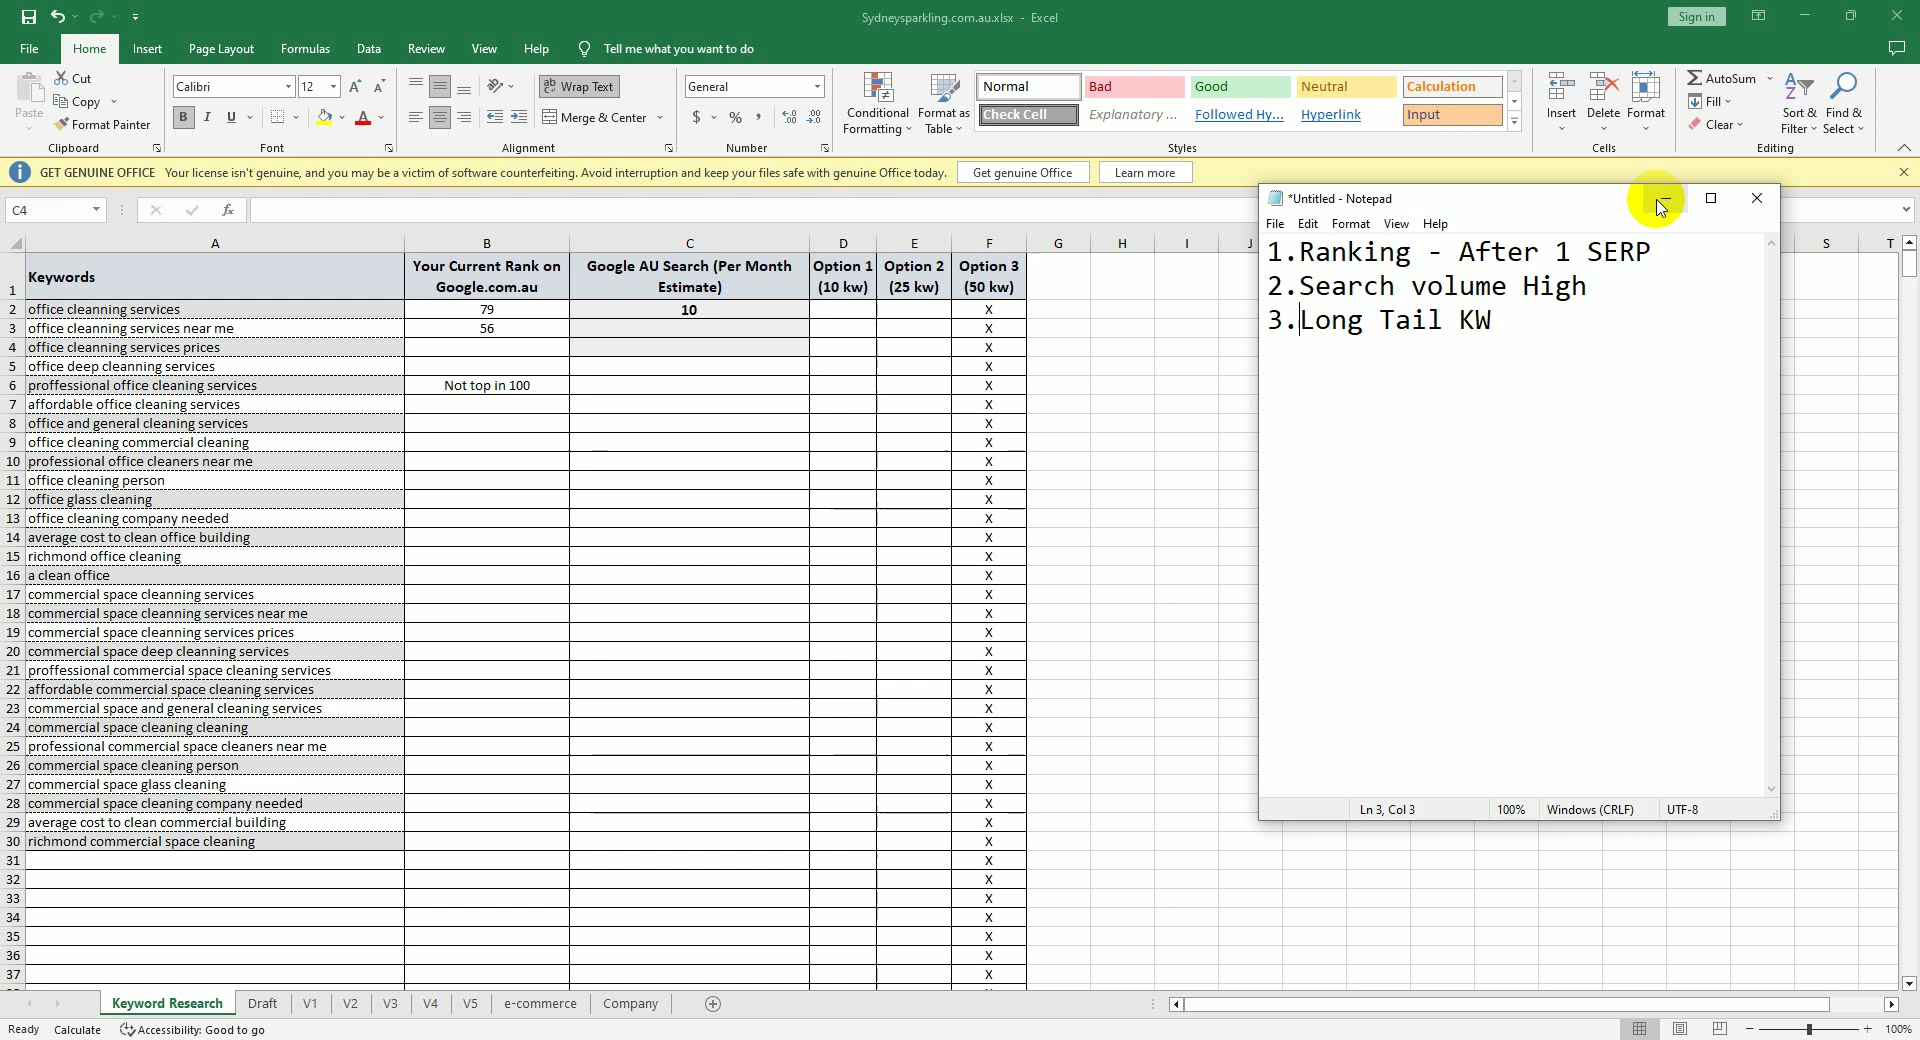 Sydneysparkling.com.au.xlsx - Excel
Sign in
File Home Insert Page Layout Formulas Data Review View Help Tell me what you want to do
Paste
Cut
Copy
Format Painter
Clipboard
Calibri 12
B I U A
Font
ab Wrap Text
Merge & Center
Alignment
General
$ % ,
Number
Conditional Formatting
Format as Table
Normal Bad Good Neutral Calculation
Check Cell Explanatory ... Followed Hy... Hyperlink Input
Styles
Insert Delete Format
Cells
AutoSum
Fill
Clear
Sort & Filter
Find & Select
Editing
GET GENUINE OFFICE Your license isn't genuine, and you may be a victim of software counterfeiting. Avoid interruption and keep your files safe with genuine Office today. Get genuine Office Learn more
C4 fx
A B C D E F G H I J S T
1 Keywords Your Current Rank on Google.com.au Google AU Search (Per Month Estimate) Option 1 (10 kw) Option 2 (25 kw) Option 3 (50 kw)
2 office cleanning services 79 10 X
3 office cleanning services near me 56 X
4 office cleanning services prices X
5 office deep cleanning services X
6 proffessional office cleaning services Not top in 100 X
7 affordable office cleaning services X
8 office and general cleaning services X
9 office cleaning commercial cleaning X
10 professional office cleaners near me X
11 office cleaning person X
12 office glass cleaning X
13 office cleaning company needed X
14 average cost to clean office building X
15 richmond office cleaning X
16 a clean office X
17 commercial space cleanning services X
18 commercial space cleanning services near me X
19 commercial space cleanning services prices X
20 commercial space deep cleanning services X
21 proffessional commercial space cleaning services X
22 affordable commercial space cleaning services X
23 commercial space and general cleaning services X
24 commercial space cleaning cleaning X
25 professional commercial space cleaners near me X
26 commercial space cleaning person X
27 commercial space glass cleaning X
28 commercial space cleaning company needed X
29 average cost to clean commercial building X
30 richmond commercial space cleaning X
31 X
32 X
33 X
34 X
35 X
36 X
37 X
*Untitled - Notepad
File Edit Format View Help
1.Ranking - After 1 SERP
2.Search volume High
3.Long Tail KW
Ln 3, Col 3 100% Windows (CRLF) UTF-8
Keyword Research Draft V1 V2 V3 V4 V5 e-commerce Company
Ready Calculate Accessibility: Good to go 100%